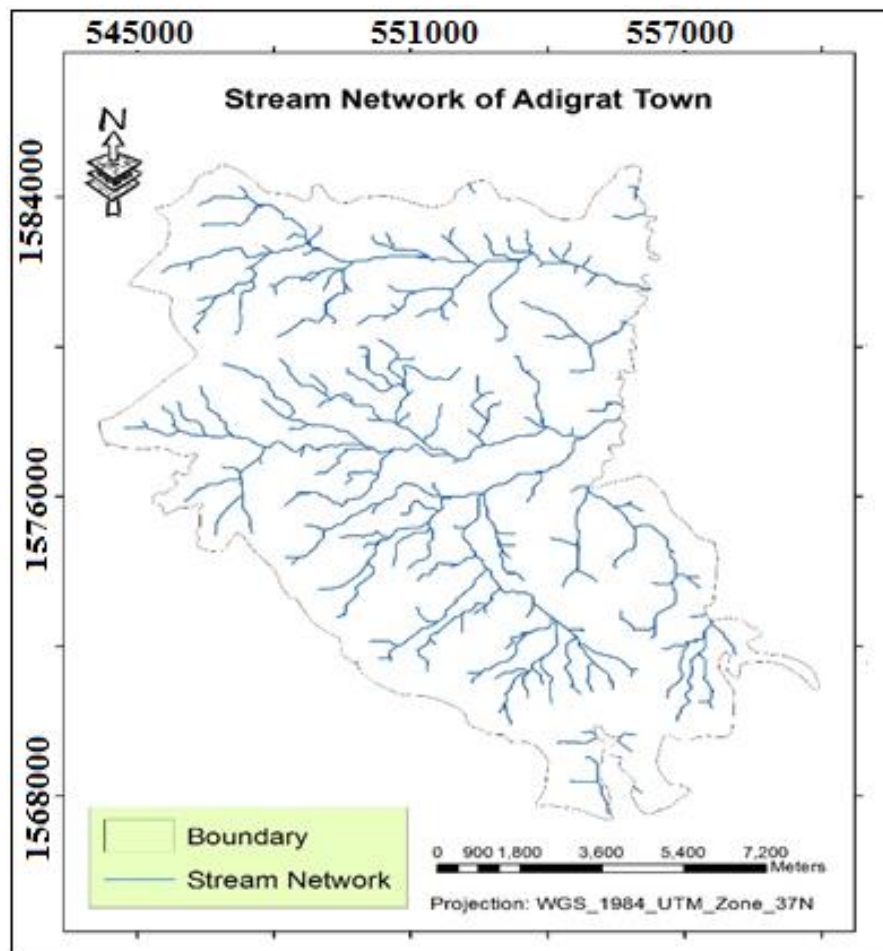 545000 551000 557000
Stream Network of Adigrat Town
N
1584000
1576000
1568000
Boundary
Stream Network
0 900 1,800 3,600 5,400 7,200
Meters
Projection: WGS_1984_UTM_Zone_37N